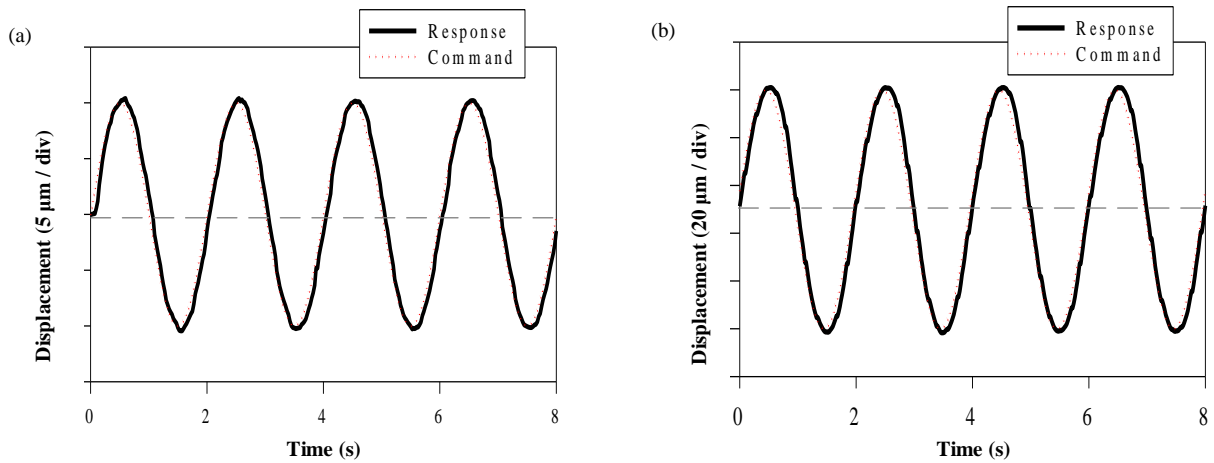 (a)
Response
Command
Displacement (5 μm / div)
0 2 4 6 8
Time (s)
(b)
Response
Command
Displacement (20 μm / div)
0 2 4 6 8
Time (s)